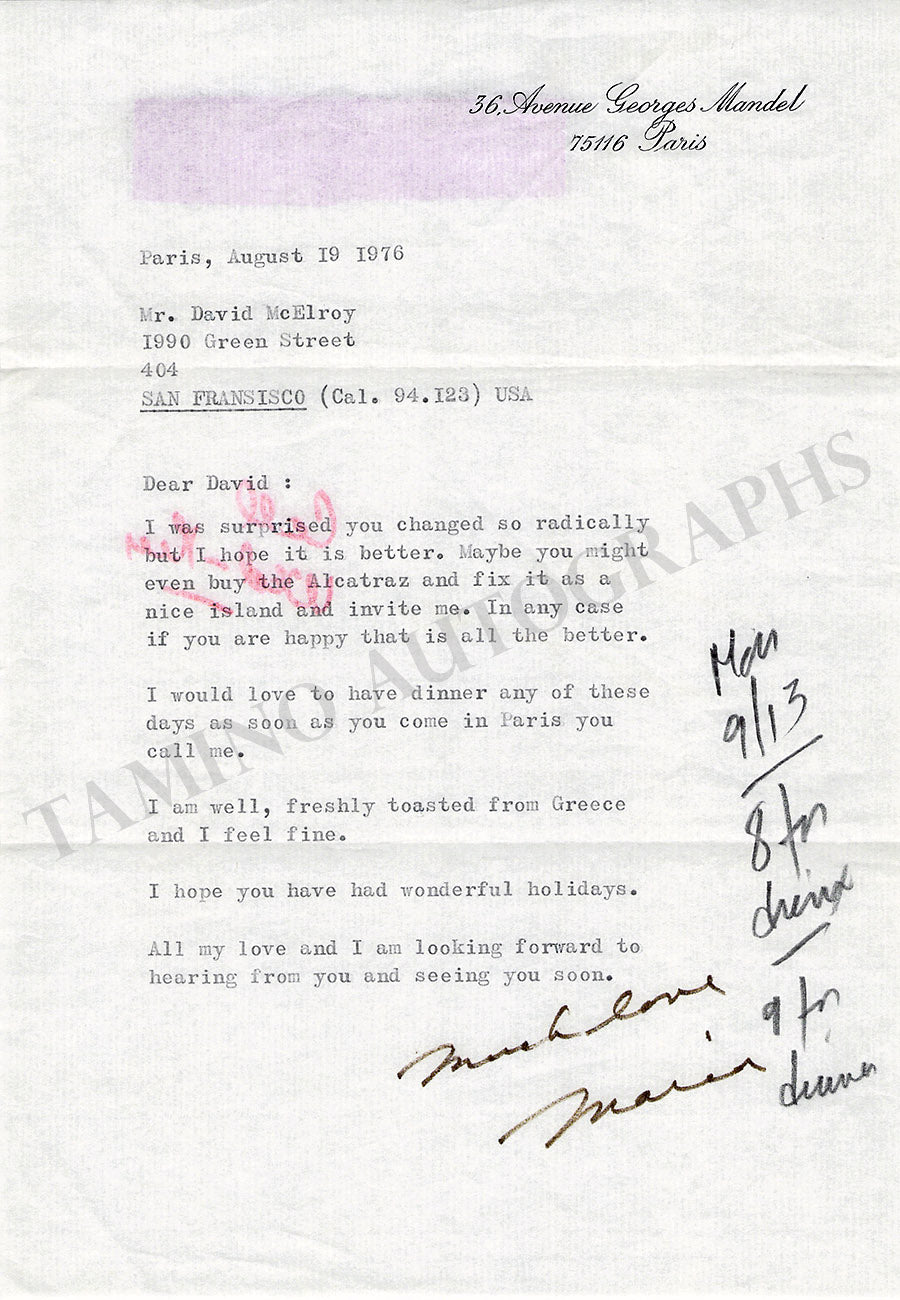 36, Avenue Georges Mandel
75116 Paris
Paris, August I9 I976
Mr. David McElroy
I990 Green Street
404
SAN FRANSISCO (Cal. 94.I23) USA
Dear David :
I was surprised you changed so radically
but I hope it is better. Maybe you might
even buy the Alcatraz and fix it as a
nice island and invite me. In any case
if you are happy that is all the better.
I would love to have dinner any of these
days as soon as you come in Paris you
call me.
I am well, freshly toasted from Greece
and I feel fine.
I hope you have had wonderful holidays.
All my love and I am looking forward to
hearing from you and seeing you soon.
Much love
Maria
Mon
9/13
8 for
drinx
9 for
dinner
TAMINO AUTOGRAPHS